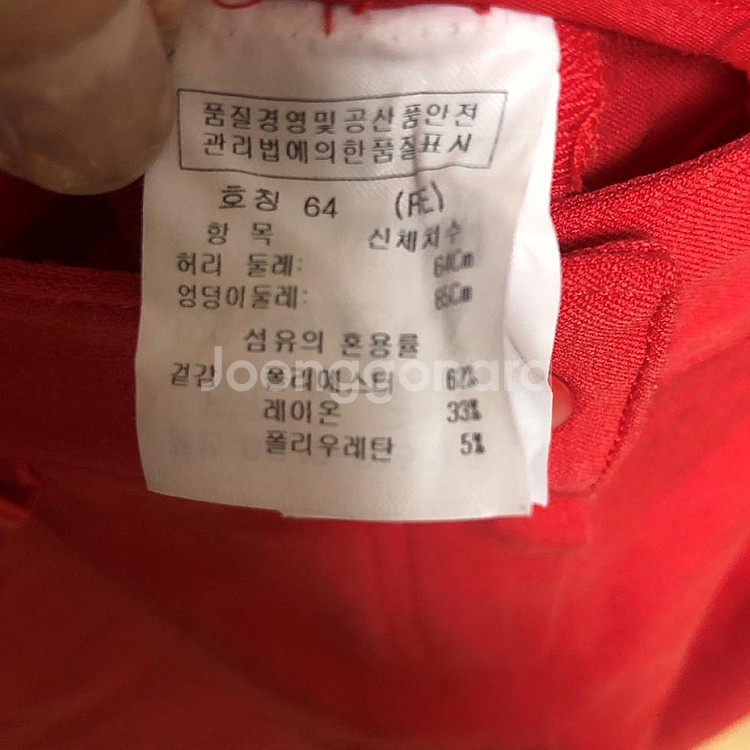 품질경영및공산품안전
관리법에의한품질표시
호칭 64 (RE)
항 목 신체치수
허리 둘레: 64Cm
엉덩이둘레: 88Cm
섬유의 혼용률
겉감 폴리에스텔 62%
레이온 33%
폴리우레탄 5%
Joonggonara